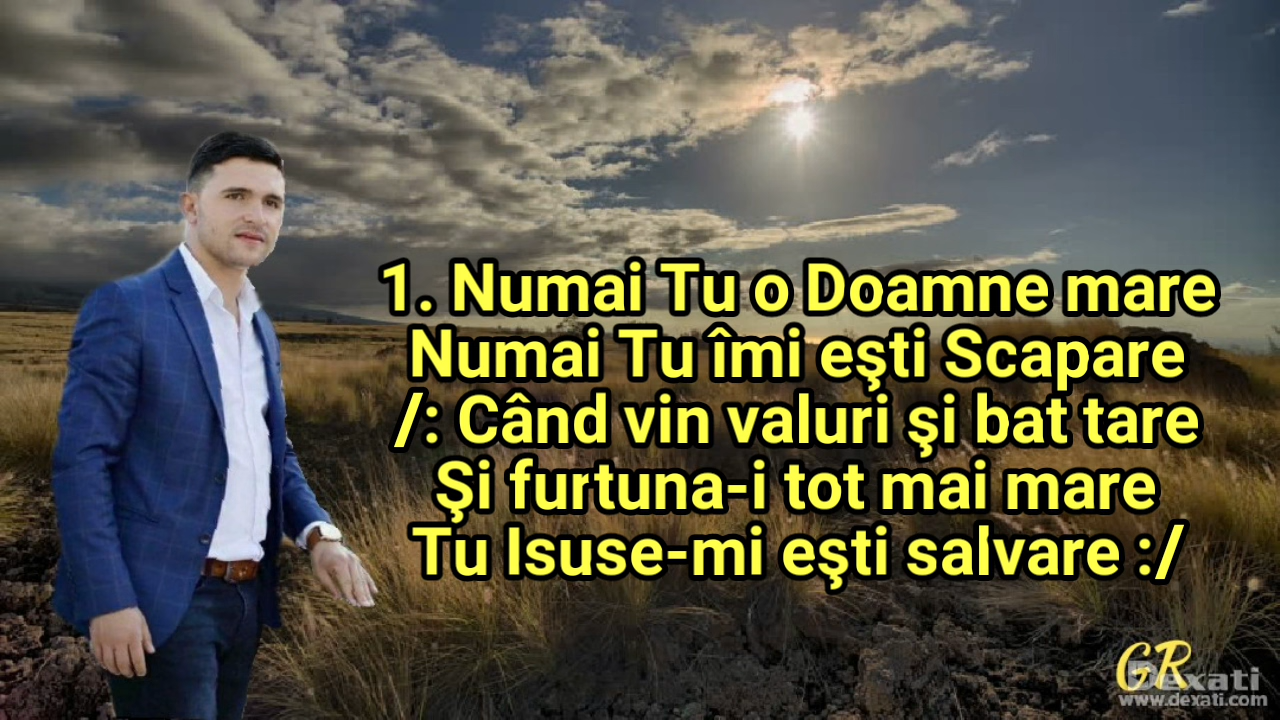 1. Numai Tu o Doamne mare
Numai Tu îmi eşti Scapare
/: Când vin valuri şi bat tare
Şi furtuna-i tot mai mare
Tu Isuse-mi eşti salvare :/
GR
Dexati
www.dexati.com